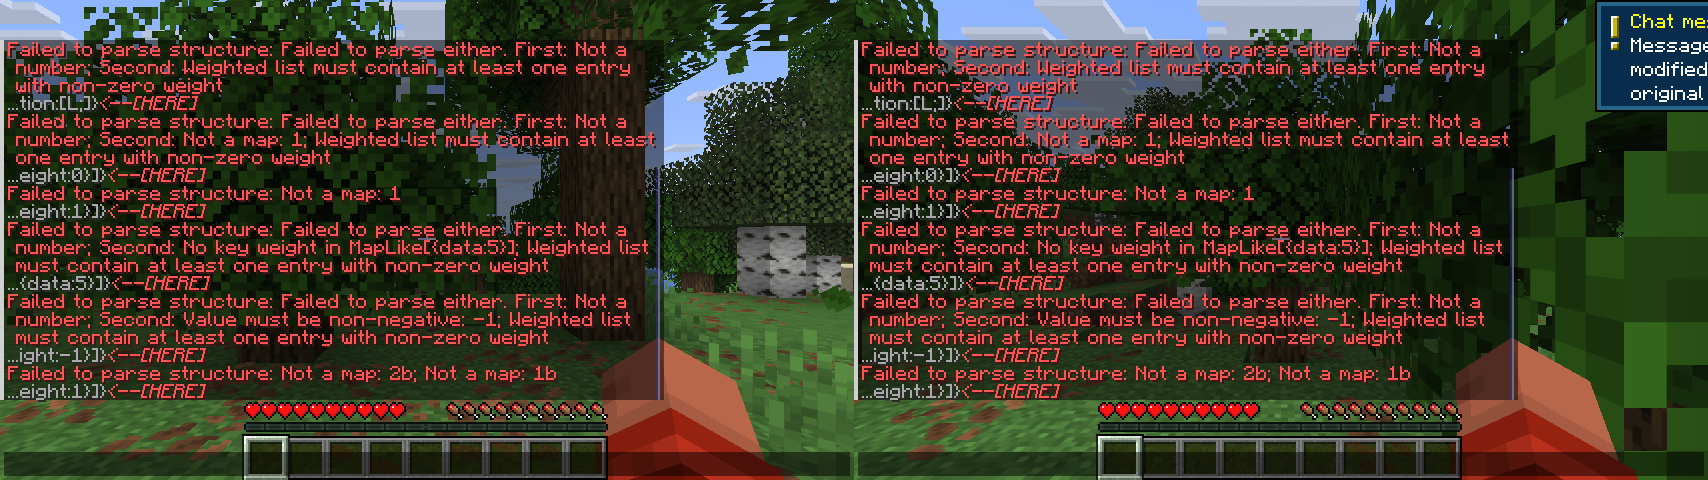 Failed to parse structure: Failed to parse either. First: Not a
number; Second: Weighted list must contain at least one entry
with non-zero weight
...tion:[L;]}<--[HERE]
Failed to parse structure: Failed to parse either. First: Not a
number; Second: Not a map: 1; Weighted list must contain at least
one entry with non-zero weight
...eight:0}]}<--[HERE]
Failed to parse structure: Not a map: 1
...eight:1}]}<--[HERE]
Failed to parse structure: Failed to parse either. First: Not a
number; Second: No key weight in MapLike[{data:5}]; Weighted list
must contain at least one entry with non-zero weight
...{data:5}]}<--[HERE]
Failed to parse structure: Failed to parse either. First: Not a
number; Second: Value must be non-negative: -1; Weighted list
must contain at least one entry with non-zero weight
...ight:-1}]}<--[HERE]
Failed to parse structure: Not a map: 2b; Not a map: 1b
...eight:1}]}<--[HERE]
Failed to parse structure: Failed to parse either. First: Not a
number; Second: Weighted list must contain at least one entry
with non-zero weight
...tion:[L;]}<--[HERE]
Failed to parse structure: Failed to parse either. First: Not a
number; Second: Not a map: 1; Weighted list must contain at least
one entry with non-zero weight
...eight:0}]}<--[HERE]
Failed to parse structure: Not a map: 1
...eight:1}]}<--[HERE]
Failed to parse structure: Failed to parse either. First: Not a
number; Second: No key weight in MapLike[{data:5}]; Weighted list
must contain at least one entry with non-zero weight
...{data:5}]}<--[HERE]
Failed to parse structure: Failed to parse either. First: Not a
number; Second: Value must be non-negative: -1; Weighted list
must contain at least one entry with non-zero weight
...ight:-1}]}<--[HERE]
Failed to parse structure: Not a map: 2b; Not a map: 1b
...eight:1}]}<--[HERE]
Chat me
Message
modified
original